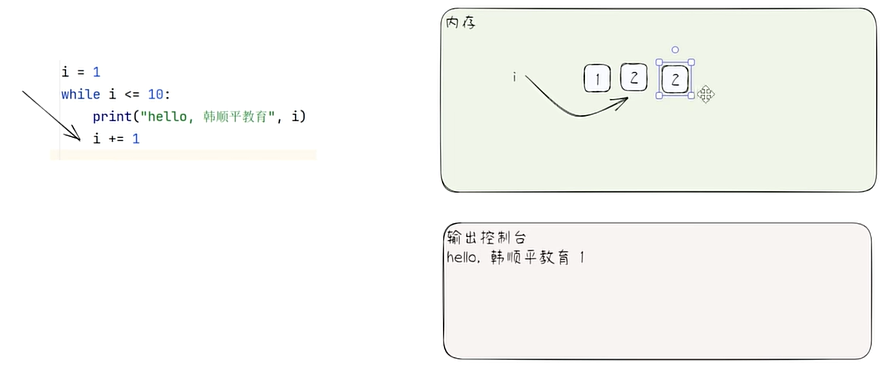 i = 1
while i <= 10:
print("hello, 韩顺平教育", i)
i += 1
内存
i
1
2
2
输出控制台
hello, 韩顺平教育 1